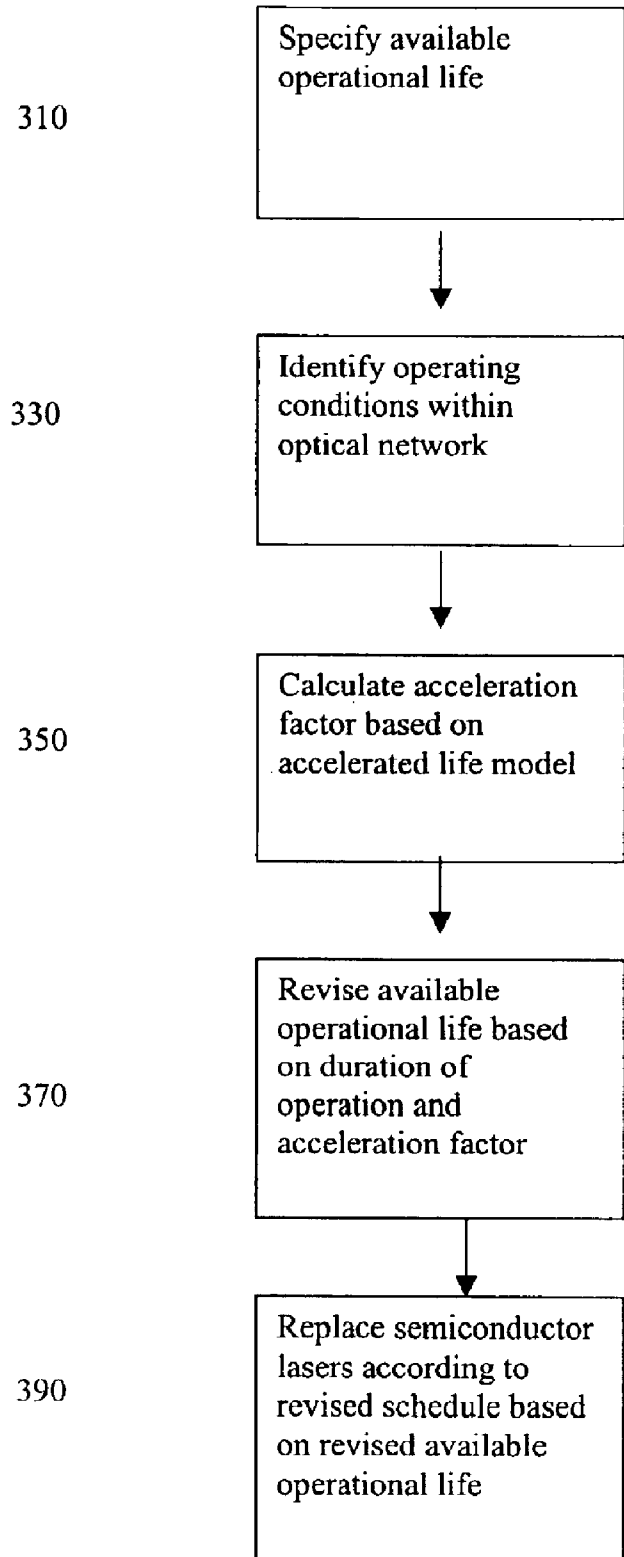 310
Specify available
operational life
330
Identify operating
conditions within
optical network
350
Calculate acceleration
factor based on
accelerated life model
370
Revise available
operational life based
on duration of
operation and
acceleration factor
390
Replace semiconductor
lasers according to
revised schedule based
on revised available
operational life